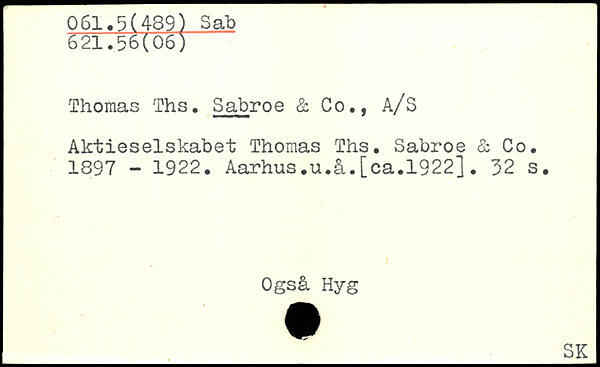 061.5(489) Sab
621.56(06)
Thomas Ths. Sabroe & Co., A/S
Aktieselskabet Thomas Ths. Sabroe & Co.
1897 - 1922. Aarhus.u.å.[ca.1922]. 32 s.
Også Hyg
SK